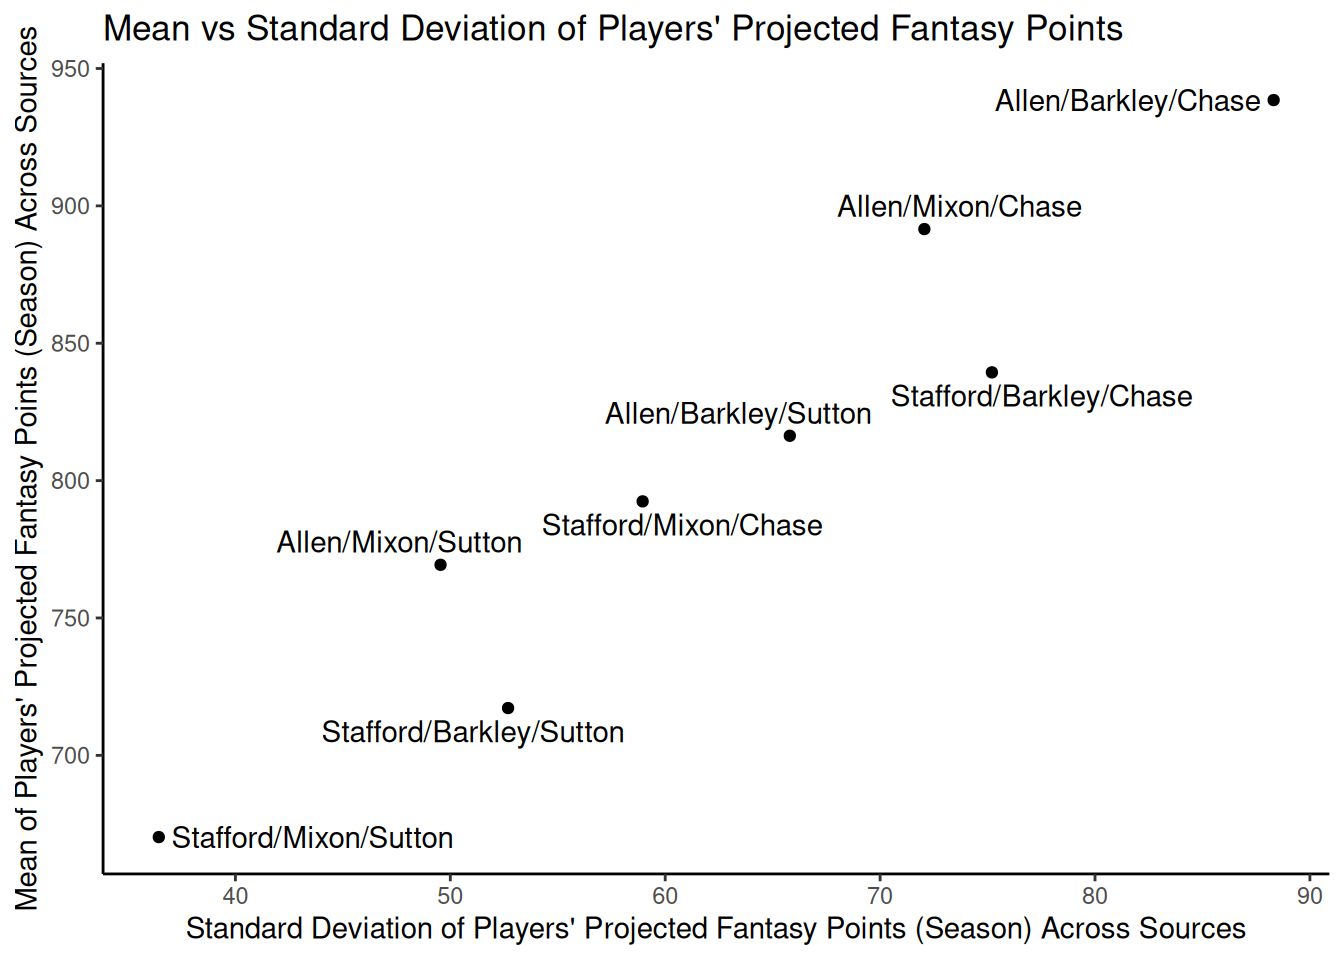 Mean vs Standard Deviation of Players' Projected Fantasy Points
Mean of Players' Projected Fantasy Points (Season) Across Sources
950
900
850
800
750
700
Allen/Barkley/Chase
Allen/Mixon/Chase
Stafford/Barkley/Chase
Allen/Barkley/Sutton
Stafford/Mixon/Chase
Allen/Mixon/Sutton
Stafford/Barkley/Sutton
Stafford/Mixon/Sutton
40 50 60 70 80 90
Standard Deviation of Players' Projected Fantasy Points (Season) Across Sources